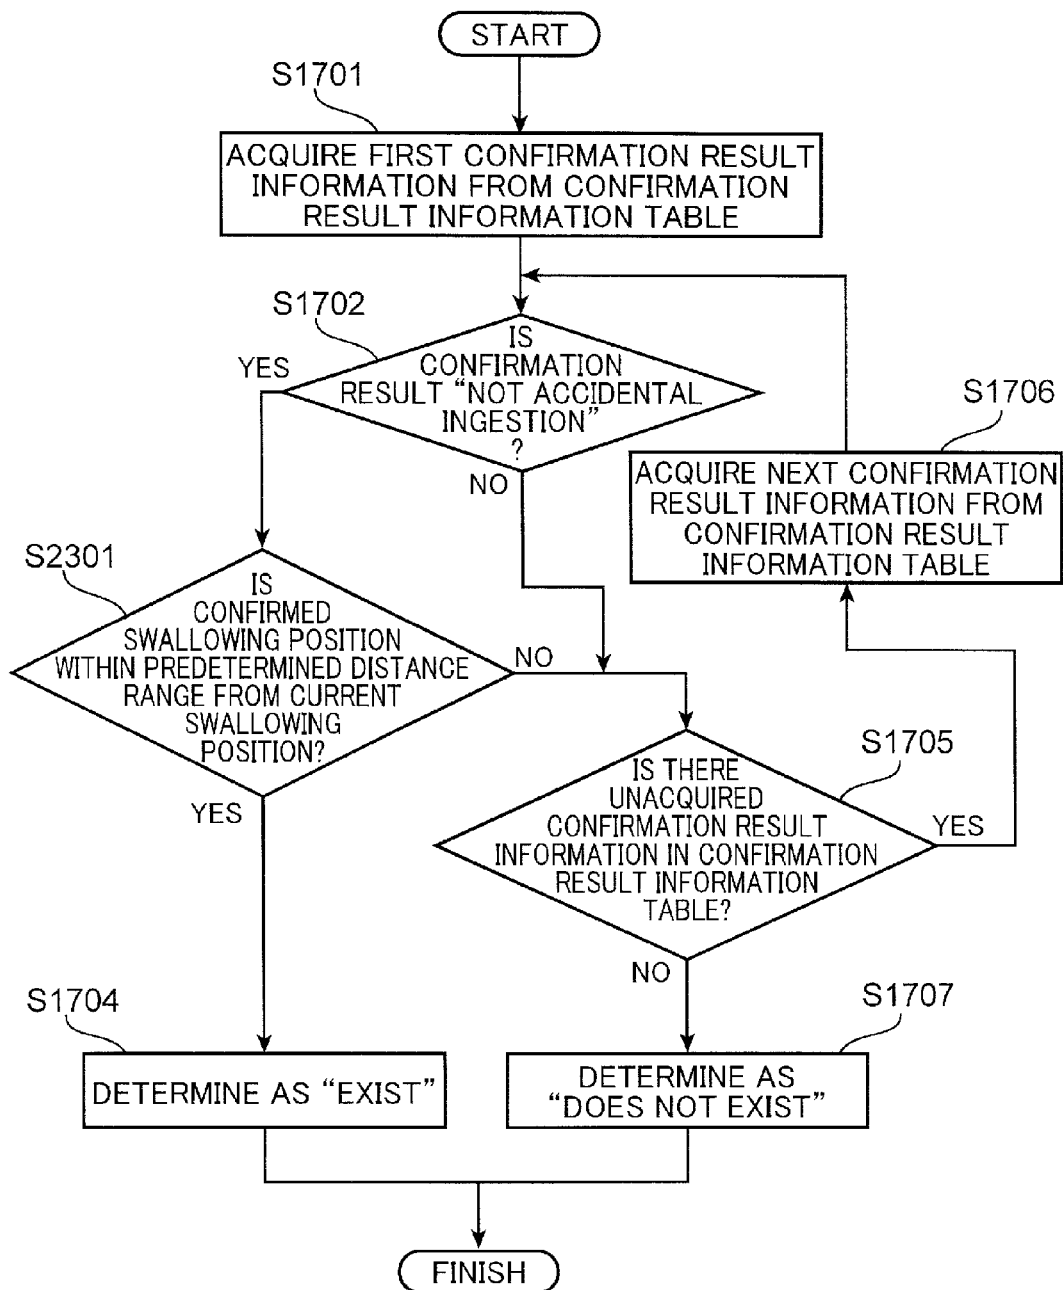 START
S1701
ACQUIRE FIRST CONFIRMATION RESULT
INFORMATION FROM CONFIRMATION
RESULT INFORMATION TABLE
S1702
YES
IS
CONFIRMATION
RESULT “NOT ACCIDENTAL
INGESTION”
?
NO
S1706
ACQUIRE NEXT CONFIRMATION
RESULT INFORMATION FROM
CONFIRMATION RESULT
INFORMATION TABLE
S2301
IS
CONFIRMED
SWALLOWING POSITION
WITHIN PREDETERMINED DISTANCE
RANGE FROM CURRENT
SWALLOWING
POSITION?
NO
YES
S1705
IS THERE
UNACQUIRED
CONFIRMATION RESULT
INFORMATION IN CONFIRMATION
RESULT INFORMATION
TABLE?
YES
NO
S1704
DETERMINE AS “EXIST”
S1707
DETERMINE AS
“DOES NOT EXIST”
FINISH